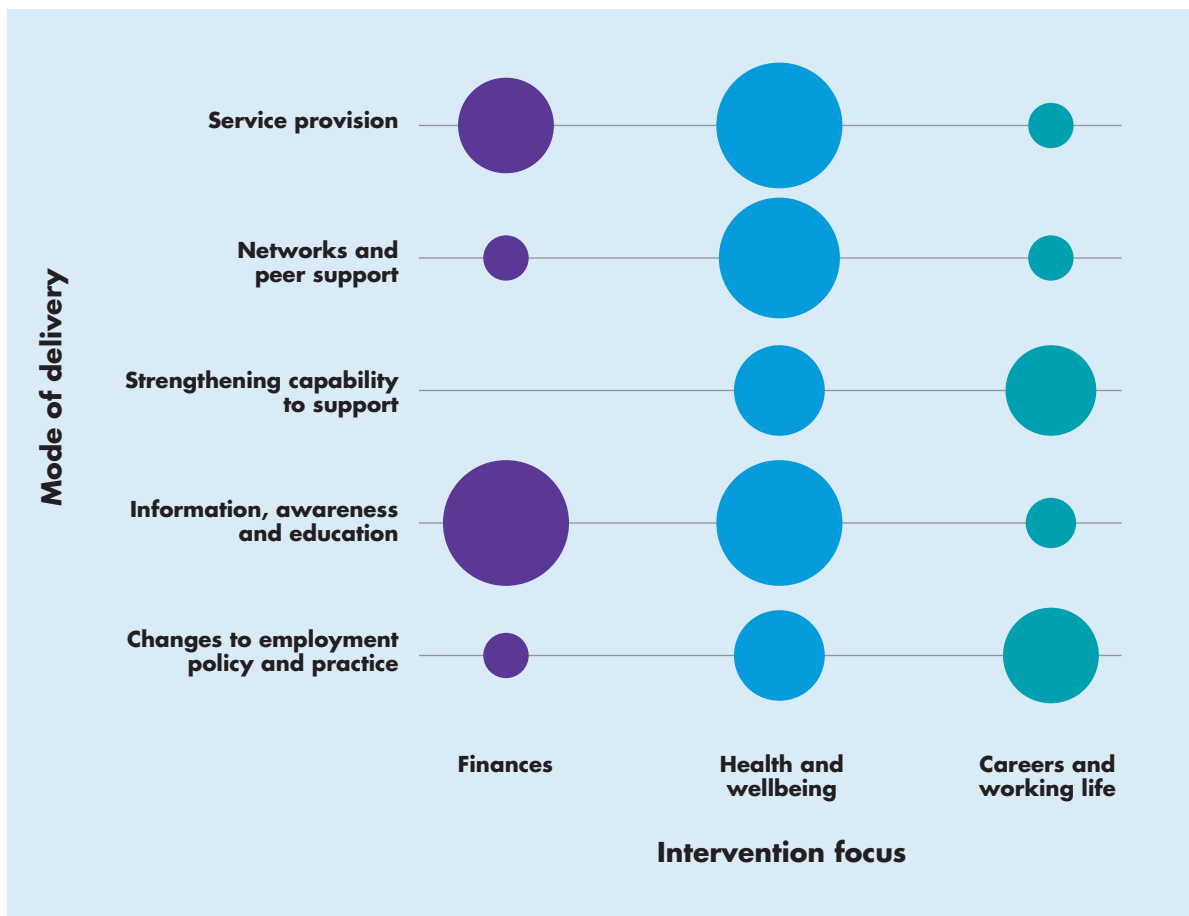 Service provision
Networks and
peer support
Strengthening capability
to support
Information, awareness
and education
Changes to employment
policy and practice
Mode of delivery
Finances
Health and
wellbeing
Careers and
working life
Intervention focus